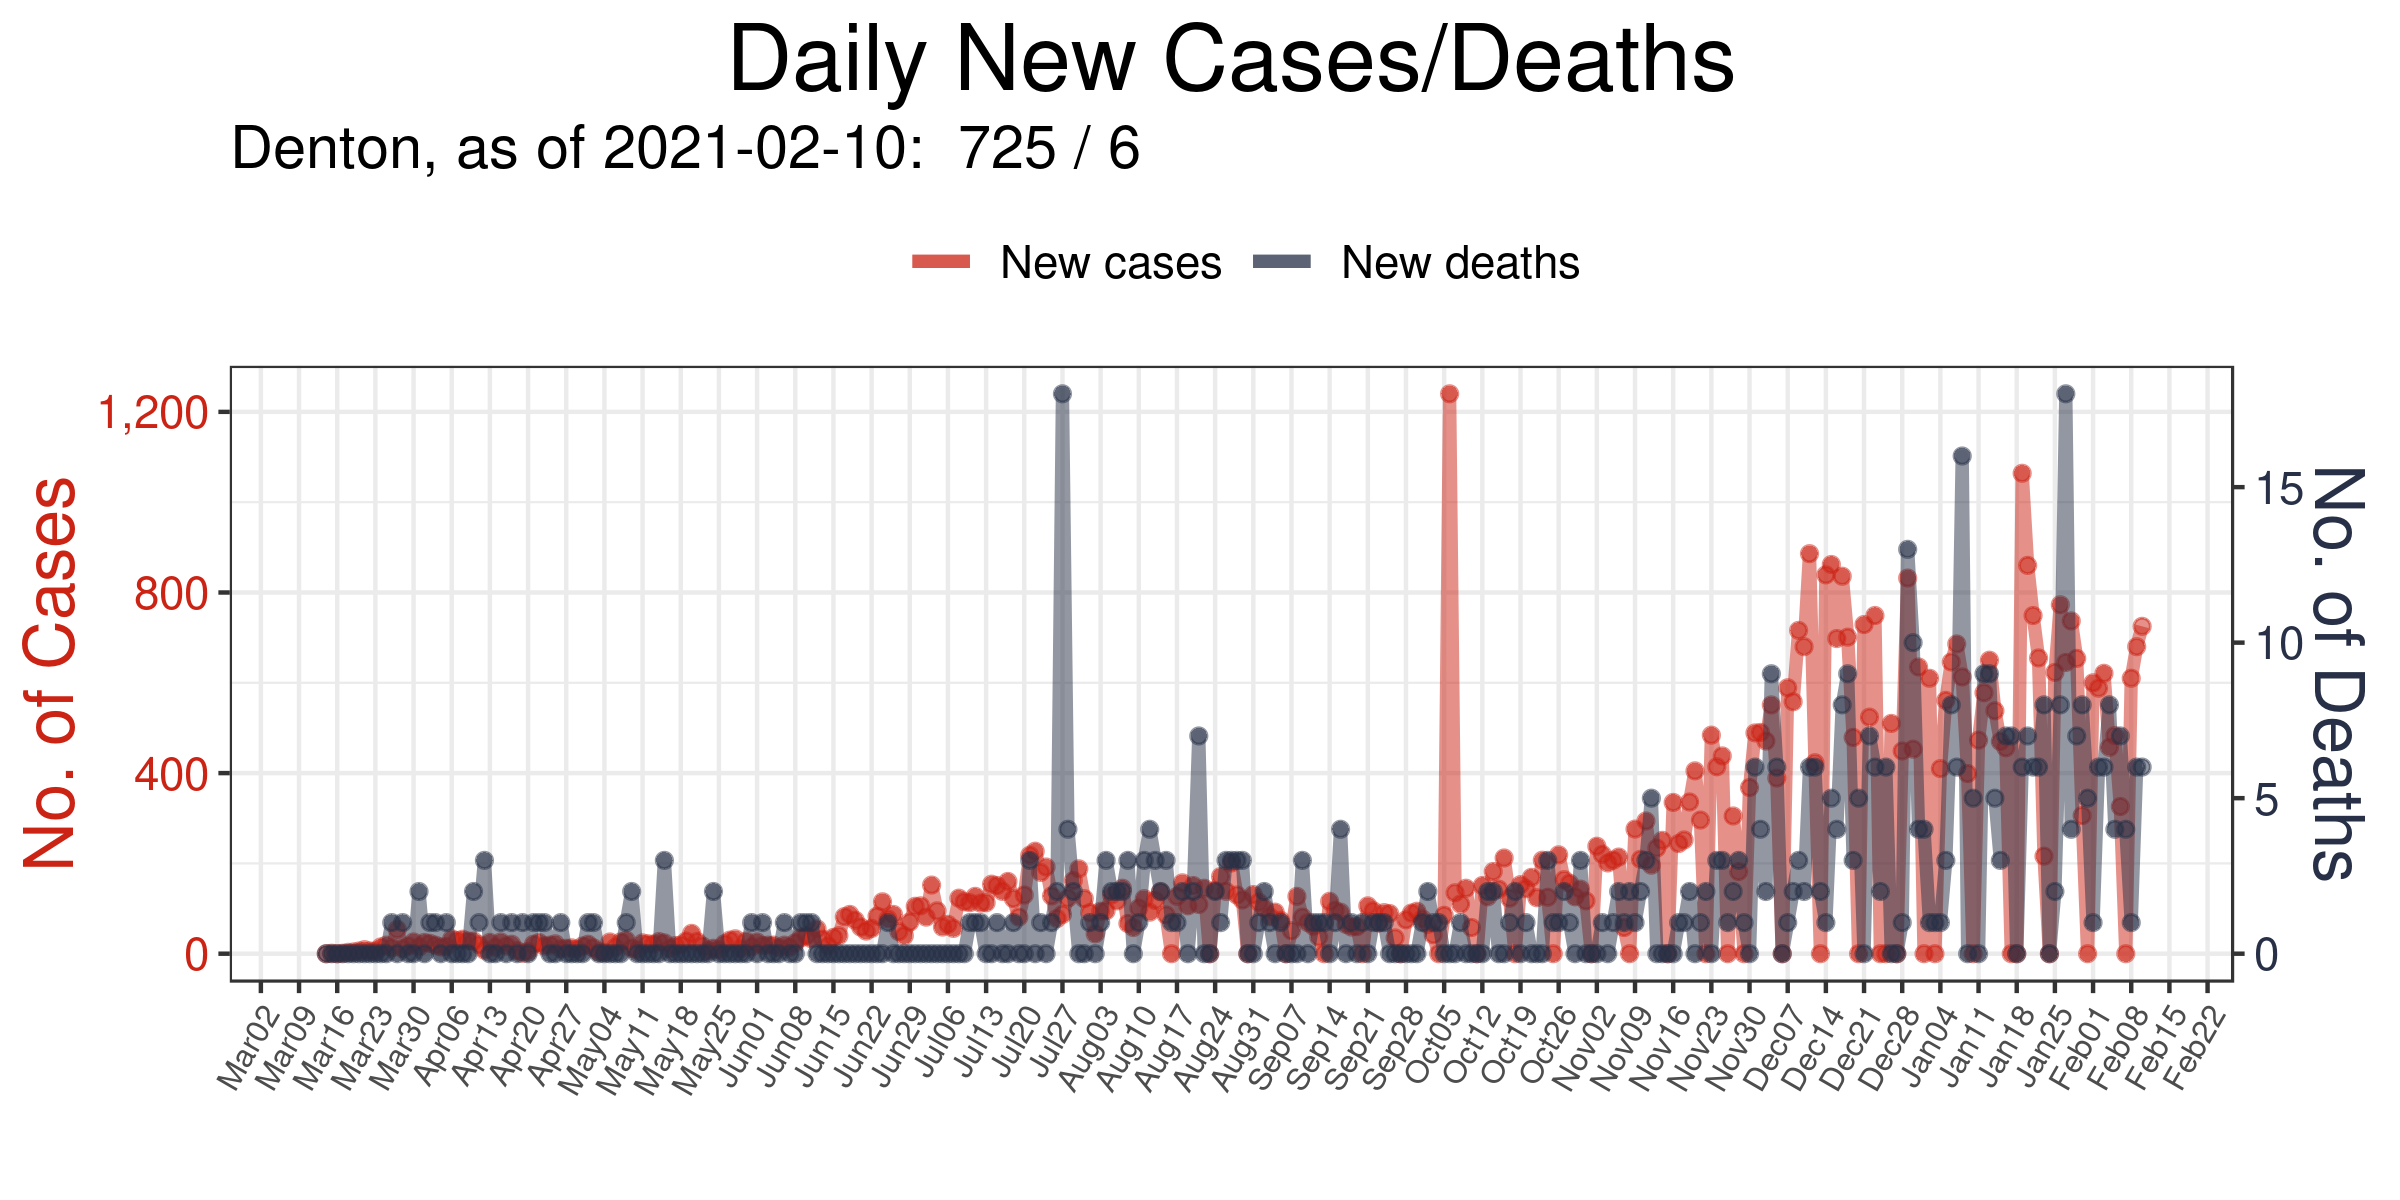 Daily New Cases/Deaths
Denton, as of 2021-02-10:  725 / 6
New cases New deaths
No. of Cases
1,200
800
400
0
15
10
5
0
No. of Deaths
Mar02 Mar09 Mar16 Mar23 Mar30 Apr06 Apr13 Apr20 Apr27 May04 May11 May18 May25 Jun01 Jun08 Jun15 Jun22 Jun29 Jul06 Jul13 Jul20 Jul27 Aug03 Aug10 Aug17 Aug24 Aug31 Sep07 Sep14 Sep21 Sep28 Oct05 Oct12 Oct19 Oct26 Nov02 Nov09 Nov16 Nov23 Nov30 Dec07 Dec14 Dec21 Dec28 Jan04 Jan11 Jan18 Jan25 Feb01 Feb08 Feb15 Feb22